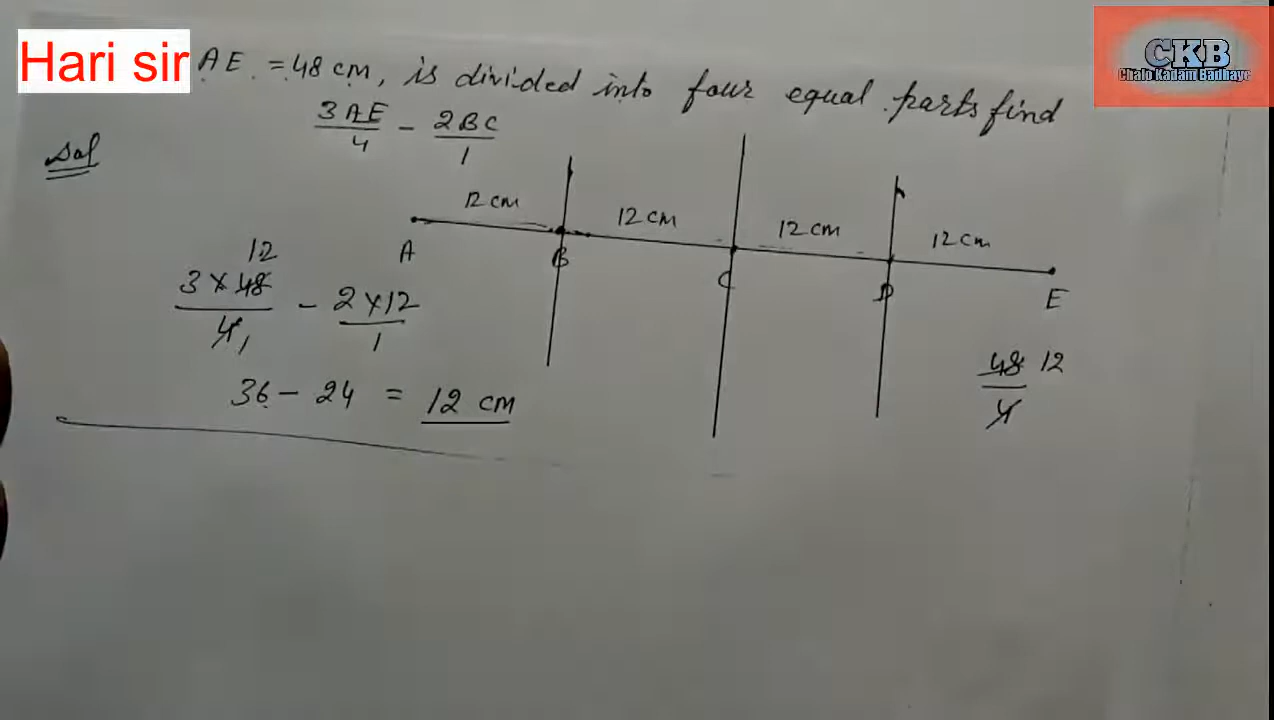 Hari sir
CKB
Chalo Kadam Badhaye
AE = 48 cm, is divided into four equal parts find
3AE/4 - 2BC/1
Sol
12 cm 12 cm 12 cm 12 cm
A B C D E
12
3 × 48/4 1 - 2 × 12/1
48/4 12
36 - 24 = 12 cm